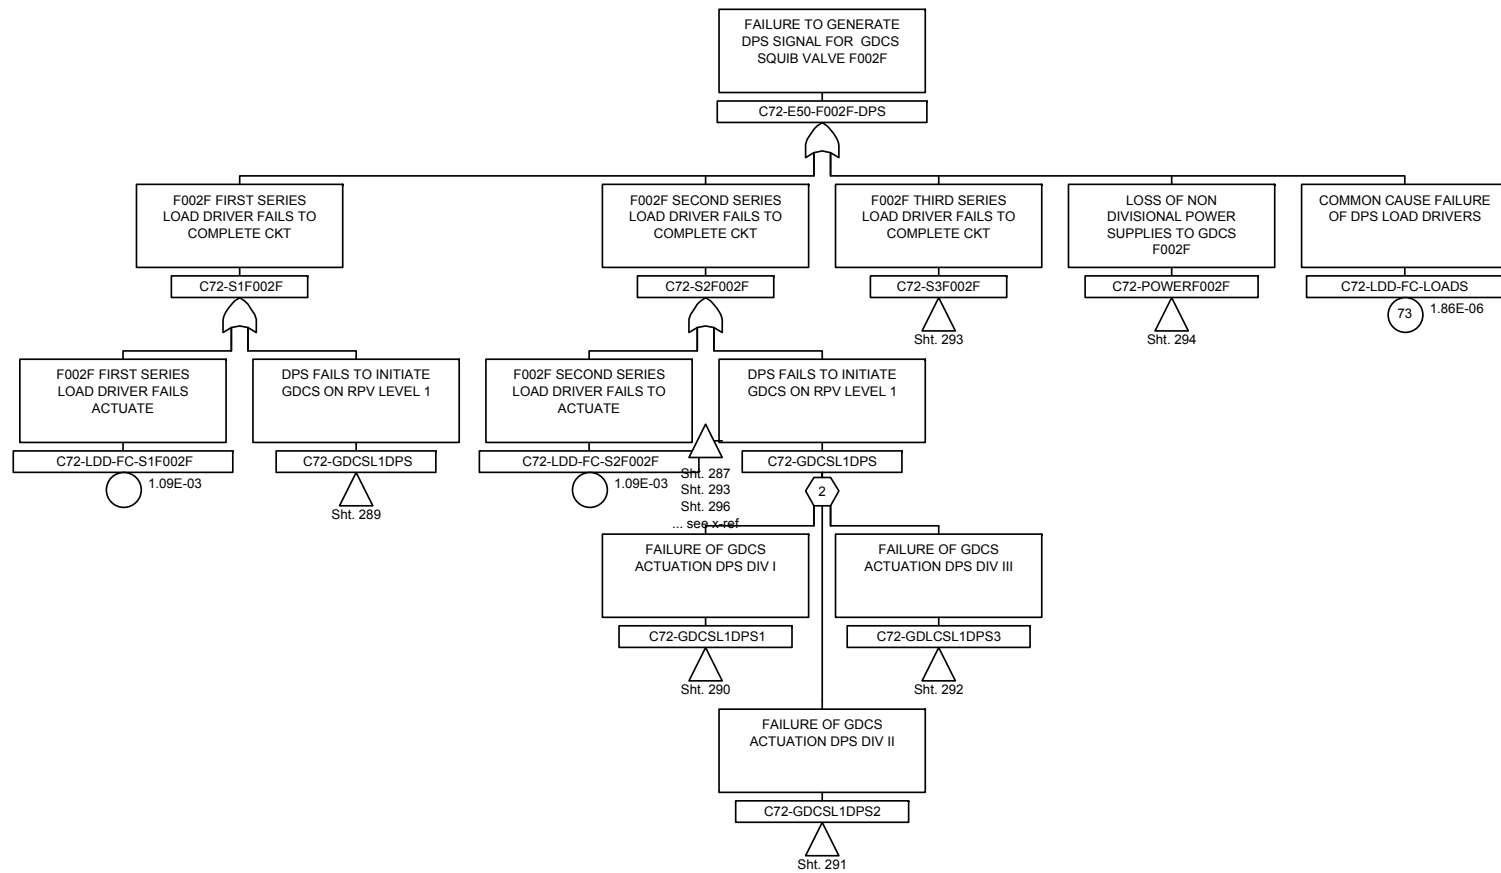 FAILURE TO GENERATE
DPS SIGNAL FOR GDCS
SQUIB VALVE F002F
C72-E50-F002F-DPS
F002F FIRST SERIES
LOAD DRIVER FAILS TO
COMPLETE CKT
C72-S1F002F
F002F SECOND SERIES
LOAD DRIVER FAILS TO
COMPLETE CKT
C72-S2F002F
F002F THIRD SERIES
LOAD DRIVER FAILS TO
COMPLETE CKT
C72-S3F002F
Sht. 293
LOSS OF NON
DIVISIONAL POWER
SUPPLIES TO GDCS
F002F
C72-POWERF002F
Sht. 294
COMMON CAUSE FAILURE
OF DPS LOAD DRIVERS
C72-LDD-FC-LOADS
73
1.86E-06
F002F FIRST SERIES
LOAD DRIVER FAILS
ACTUATE
C72-LDD-FC-S1F002F
1.09E-03
DPS FAILS TO INITIATE
GDCS ON RPV LEVEL 1
C72-GDCSL1DPS
Sht. 289
F002F SECOND SERIES
LOAD DRIVER FAILS TO
ACTUATE
C72-LDD-FC-S2F002F
1.09E-03
Sht. 287
Sht. 293
Sht. 296
... see x-ref
DPS FAILS TO INITIATE
GDCS ON RPV LEVEL 1
C72-GDCSL1DPS
2
FAILURE OF GDCS
ACTUATION DPS DIV I
C72-GDCSL1DPS1
Sht. 290
FAILURE OF GDCS
ACTUATION DPS DIV III
C72-GDLCSL1DPS3
Sht. 292
FAILURE OF GDCS
ACTUATION DPS DIV II
C72-GDCSL1DPS2
Sht. 291